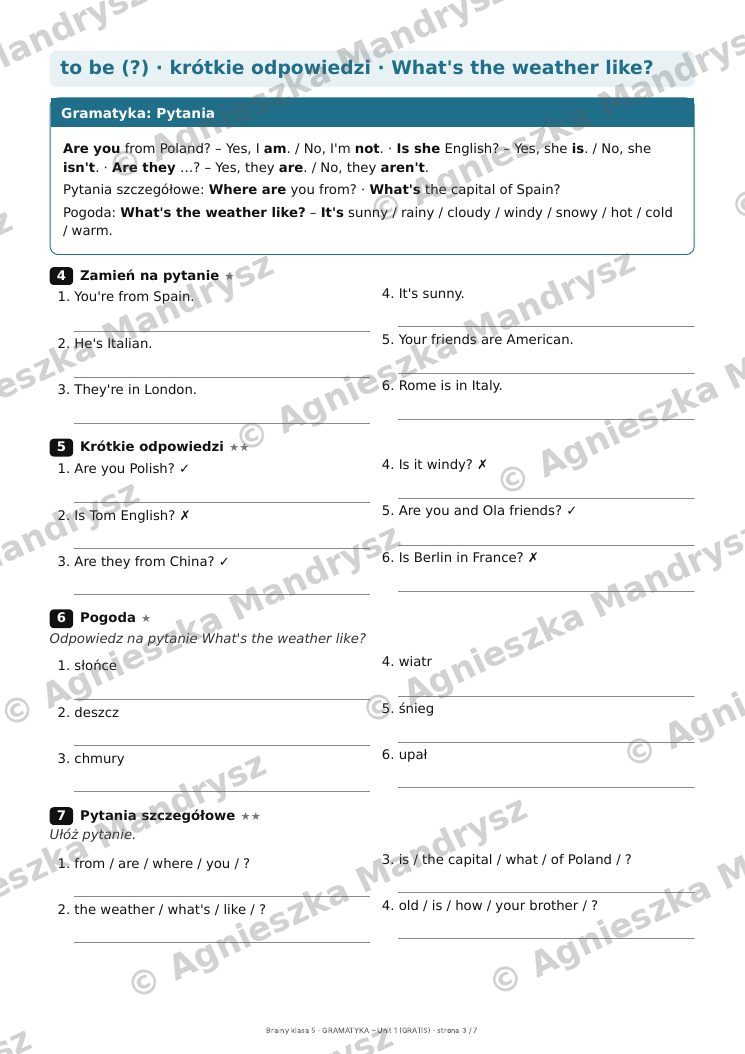 to be (?) · krótkie odpowiedzi · What's the weather like?
Gramatyka: Pytania
Are you from Poland? – Yes, I am. / No, I'm not. · Is she English? – Yes, she is. / No, she
isn't. · Are they …? – Yes, they are. / No, they aren't.
Pytania szczegółowe: Where are you from? · What's the capital of Spain?
Pogoda: What's the weather like? – It's sunny / rainy / cloudy / windy / snowy / hot / cold
/ warm.
4 Zamień na pytanie ★
1. You're from Spain.
2. He's Italian.
3. They're in London.
4. It's sunny.
5. Your friends are American.
6. Rome is in Italy.
5 Krótkie odpowiedzi ★★
1. Are you Polish? ✓
2. Is Tom English? ✗
3. Are they from China? ✓
4. Is it windy? ✗
5. Are you and Ola friends? ✓
6. Is Berlin in France? ✗
6 Pogoda ★
Odpowiedz na pytanie What's the weather like?
1. słońce
2. deszcz
3. chmury
4. wiatr
5. śnieg
6. upał
7 Pytania szczegółowe ★★
Ułóż pytanie.
1. from / are / where / you / ?
2. the weather / what's / like / ?
3. is / the capital / what / of Poland / ?
4. old / is / how / your brother / ?
Brainy klasa 5 · GRAMATYKA – Unit 1 (GRATIS) · strona 3 / 7
© Agnieszka Mandrysz